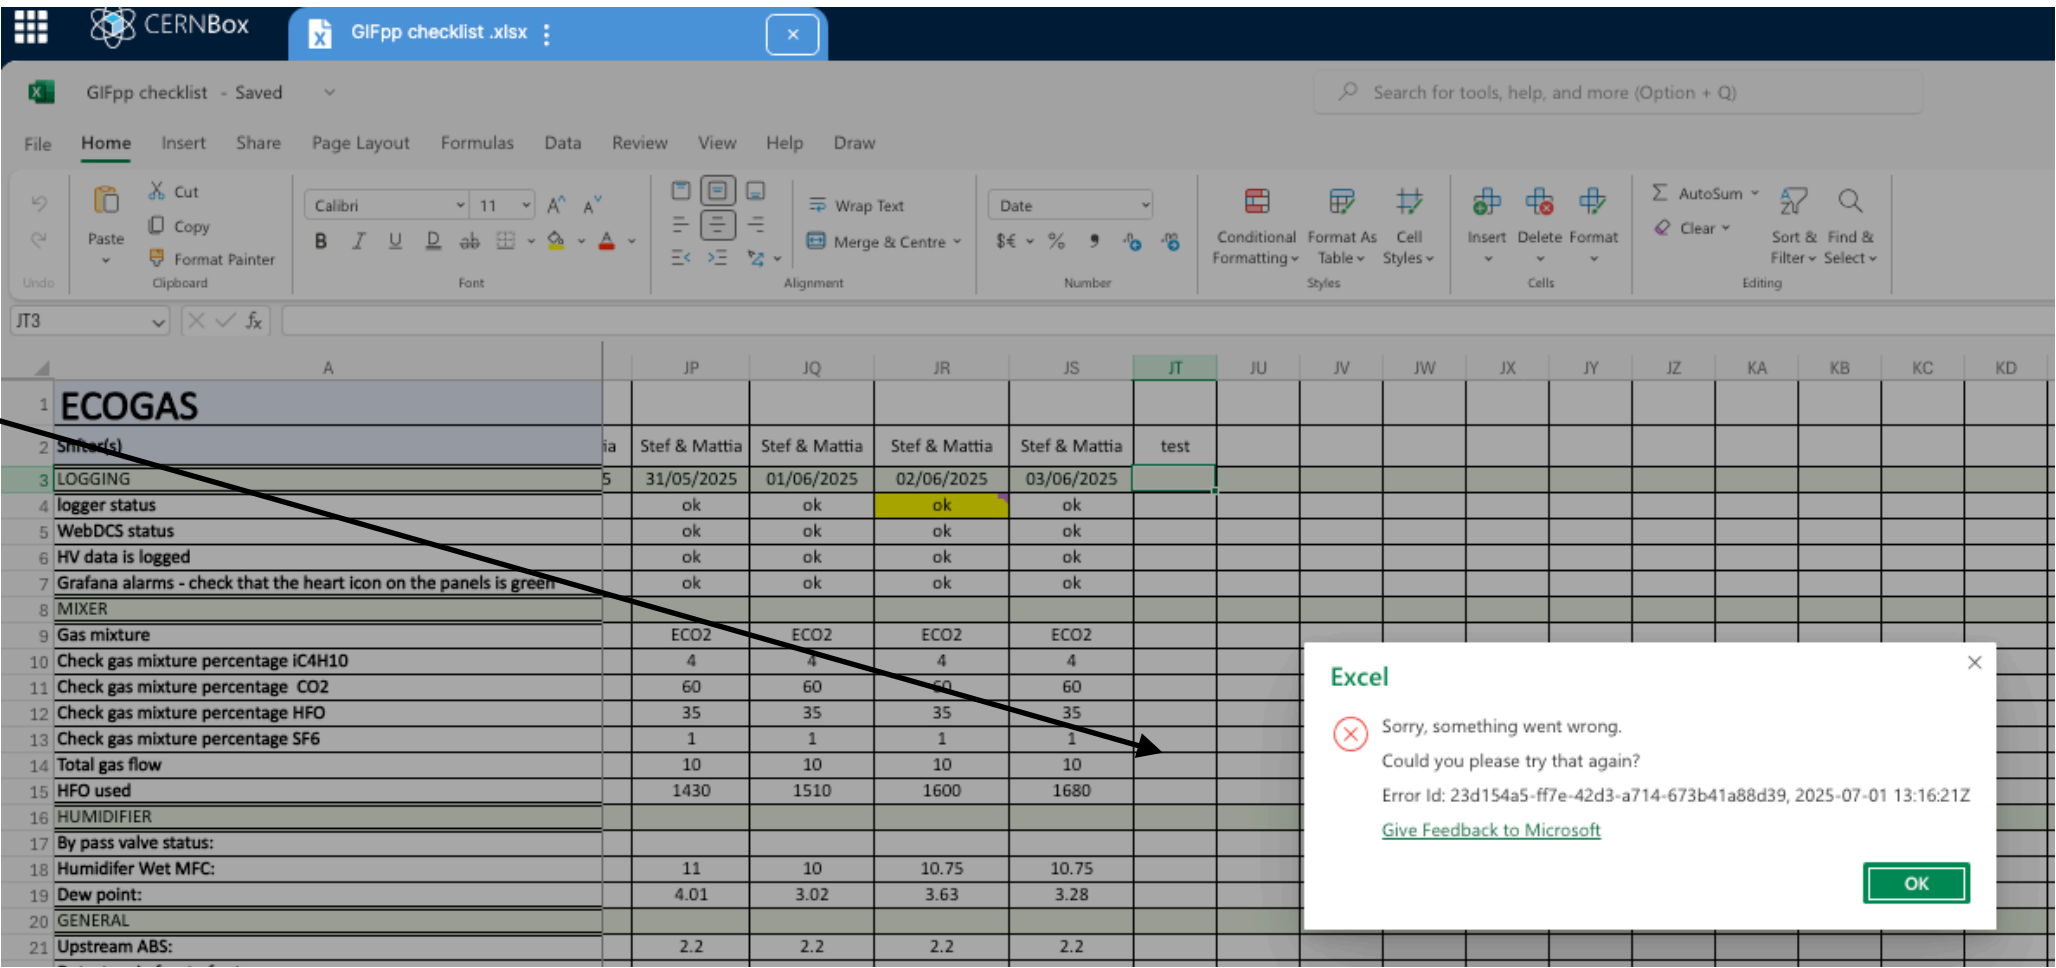 CERNBox
GIFpp checklist .xlsx
GIFpp checklist - Saved
Search for tools, help, and more (Option + Q)
File Home Insert Share Page Layout Formulas Data Review View Help Draw
Undo
Paste
Cut
Copy
Format Painter
Clipboard
Calibri 11
Font
Wrap Text
Merge & Centre
Alignment
Date
Number
Conditional Formatting
Format As Table
Cell Styles
Styles
Insert Delete Format
Cells
AutoSum
Clear
Sort & Filter
Find & Select
Editing
JT3
A JP JQ JR JS JT JU JV JW JX JY JZ KA KB KC KD
1 ECOGAS
2 Shifter(s) ia Stef & Mattia Stef & Mattia Stef & Mattia Stef & Mattia test
3 LOGGING 5 31/05/2025 01/06/2025 02/06/2025 03/06/2025
4 logger status ok ok ok ok
5 WebDCS status ok ok ok ok
6 HV data is logged ok ok ok ok
7 Grafana alarms - check that the heart icon on the panels is green ok ok ok ok
8 MIXER
9 Gas mixture ECO2 ECO2 ECO2 ECO2
10 Check gas mixture percentage iC4H10 4 4 4 4
11 Check gas mixture percentage CO2 60 60 60 60
12 Check gas mixture percentage HFO 35 35 35 35
13 Check gas mixture percentage SF6 1 1 1 1
14 Total gas flow 10 10 10 10
15 HFO used 1430 1510 1600 1680
16 HUMIDIFIER
17 By pass valve status:
18 Humidifer Wet MFC: 11 10 10.75 10.75
19 Dew point: 4.01 3.02 3.63 3.28
20 GENERAL
21 Upstream ABS: 2.2 2.2 2.2 2.2
Excel
Sorry, something went wrong.
Could you please try that again?
Error Id: 23d154a5-ff7e-42d3-a714-673b41a88d39, 2025-07-01 13:16:21Z
Give Feedback to Microsoft
OK